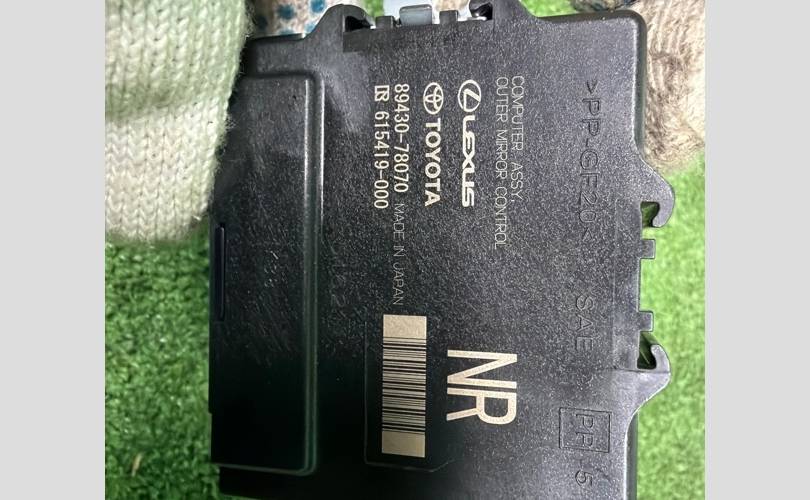 >PP-GF20< SAE
PP 5
COMPUTER ASSY,
OUTER MIRROR CONTROL
LEXUS
TOYOTA
89430-78070 MADE IN JAPAN
615419-000
NR